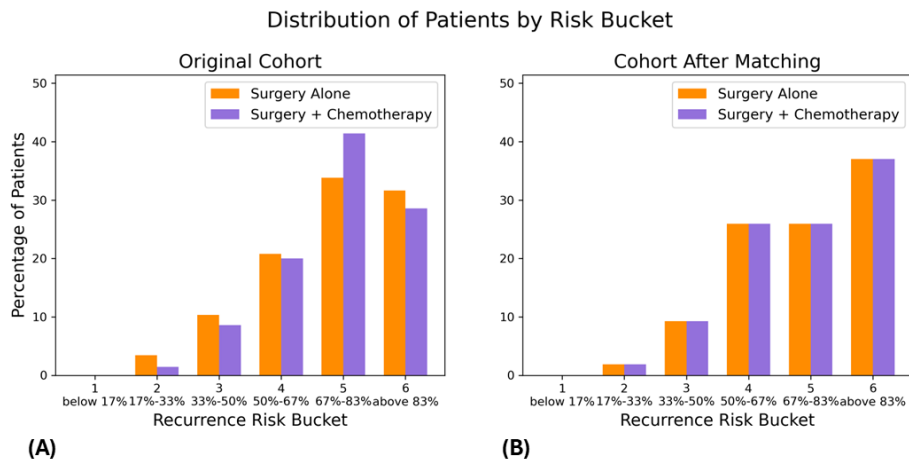 Distribution of Patients by Risk Bucket
Original Cohort
50
40
30
20
10
0
Percentage of Patients
Surgery Alone
Surgery + Chemotherapy
1 2 3 4 5 6
below 17% 17%-33% 33%-50% 50%-67% 67%-83% above 83%
Recurrence Risk Bucket
(A)
Cohort After Matching
50
40
30
20
10
0
Surgery Alone
Surgery + Chemotherapy
1 2 3 4 5 6
below 17% 17%-33% 33%-50% 50%-67% 67%-83% above 83%
Recurrence Risk Bucket
(B)